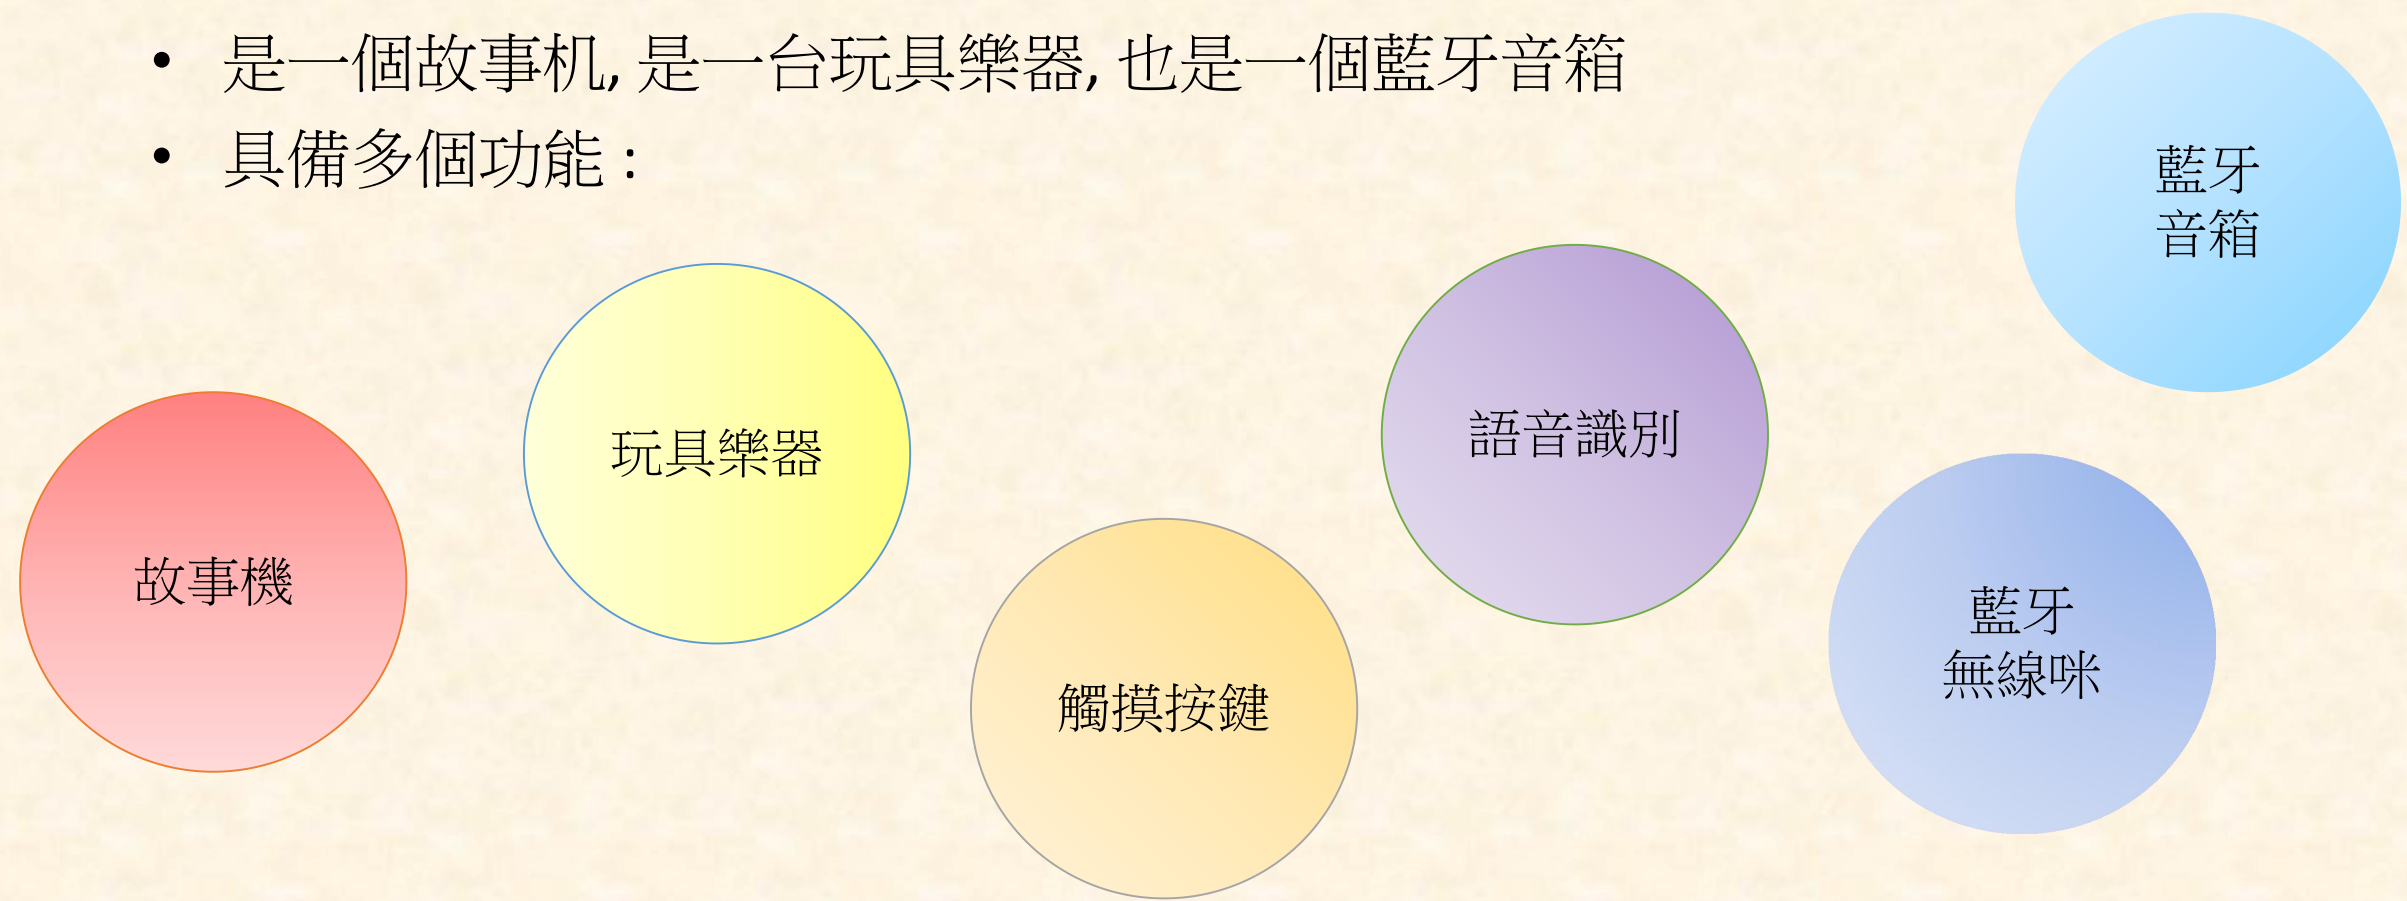 • 是一個故事机, 是一台玩具樂器, 也是一個藍牙音箱
• 具備多個功能 :
藍牙
音箱
語音識別
玩具樂器
故事機
藍牙
無線咪
觸摸按鍵